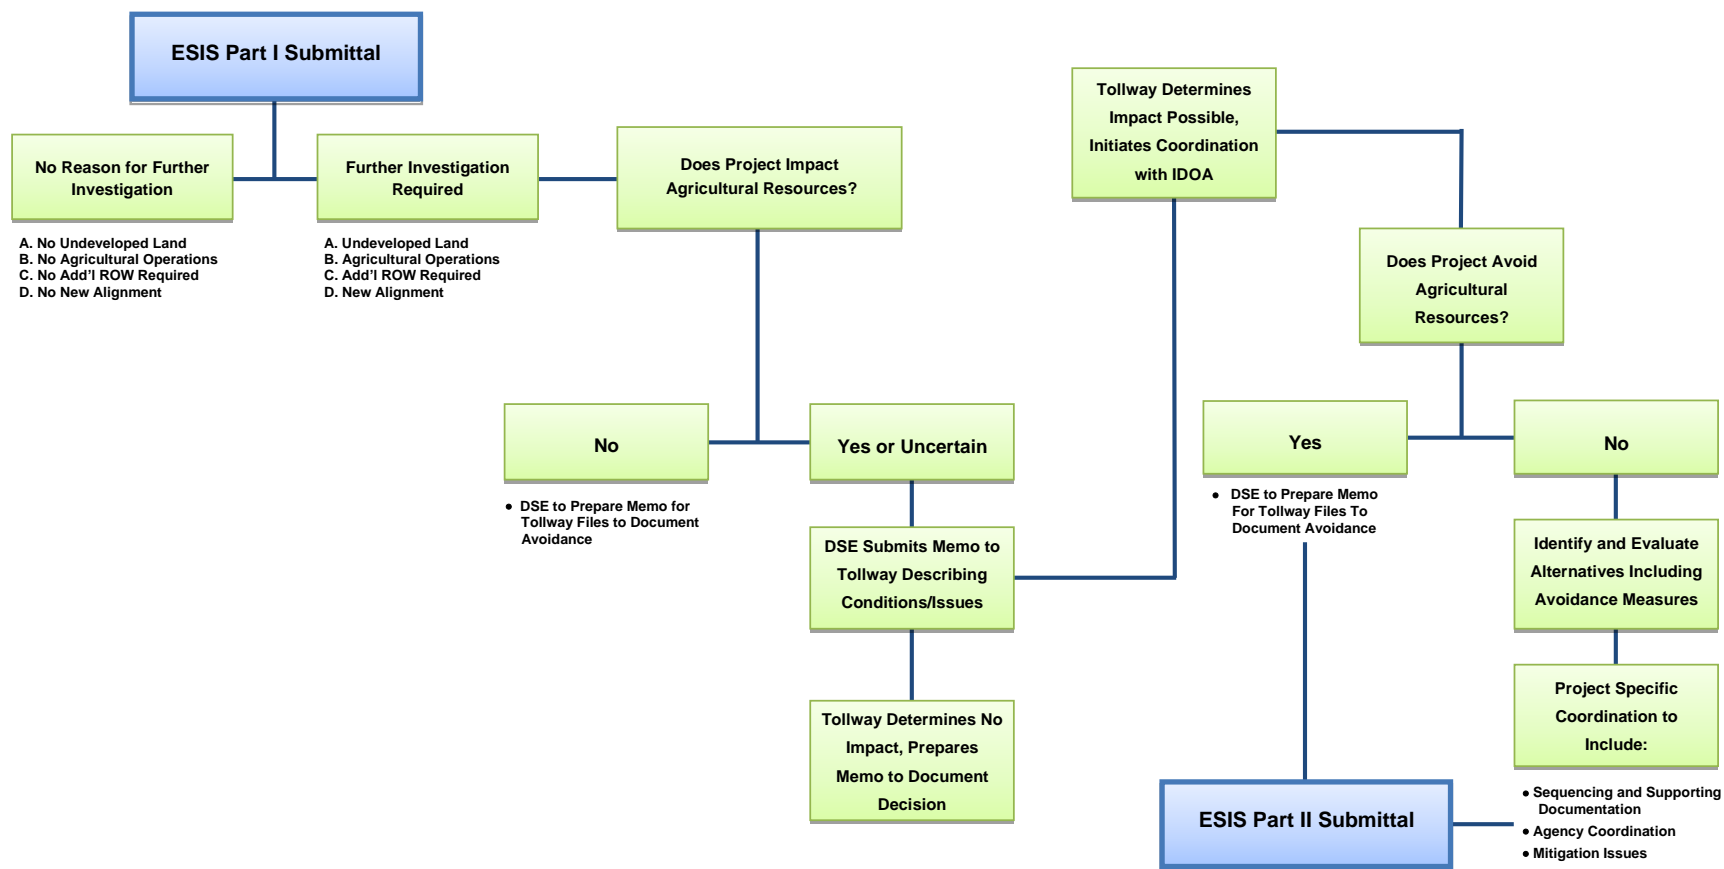 ESIS Part I Submittal
No Reason for Further
Investigation
A. No Undeveloped Land
B. No Agricultural Operations
C. No Add'l ROW Required
D. No New Alignment
Further Investigation
Required
A. Undeveloped Land
B. Agricultural Operations
C. Add'l ROW Required
D. New Alignment
Does Project Impact
Agricultural Resources?
No
● DSE to Prepare Memo for
Tollway Files to Document
Avoidance
Yes or Uncertain
DSE Submits Memo to
Tollway Describing
Conditions/Issues
Tollway Determines No
Impact, Prepares
Memo to Document
Decision
Tollway Determines
Impact Possible,
Initiates Coordination
with IDOA
Does Project Avoid
Agricultural
Resources?
Yes
● DSE to Prepare Memo
For Tollway Files To
Document Avoidance
No
Identify and Evaluate
Alternatives Including
Avoidance Measures
Project Specific
Coordination to
Include:
● Sequencing and Supporting
Documentation
● Agency Coordination
● Mitigation Issues
ESIS Part II Submittal